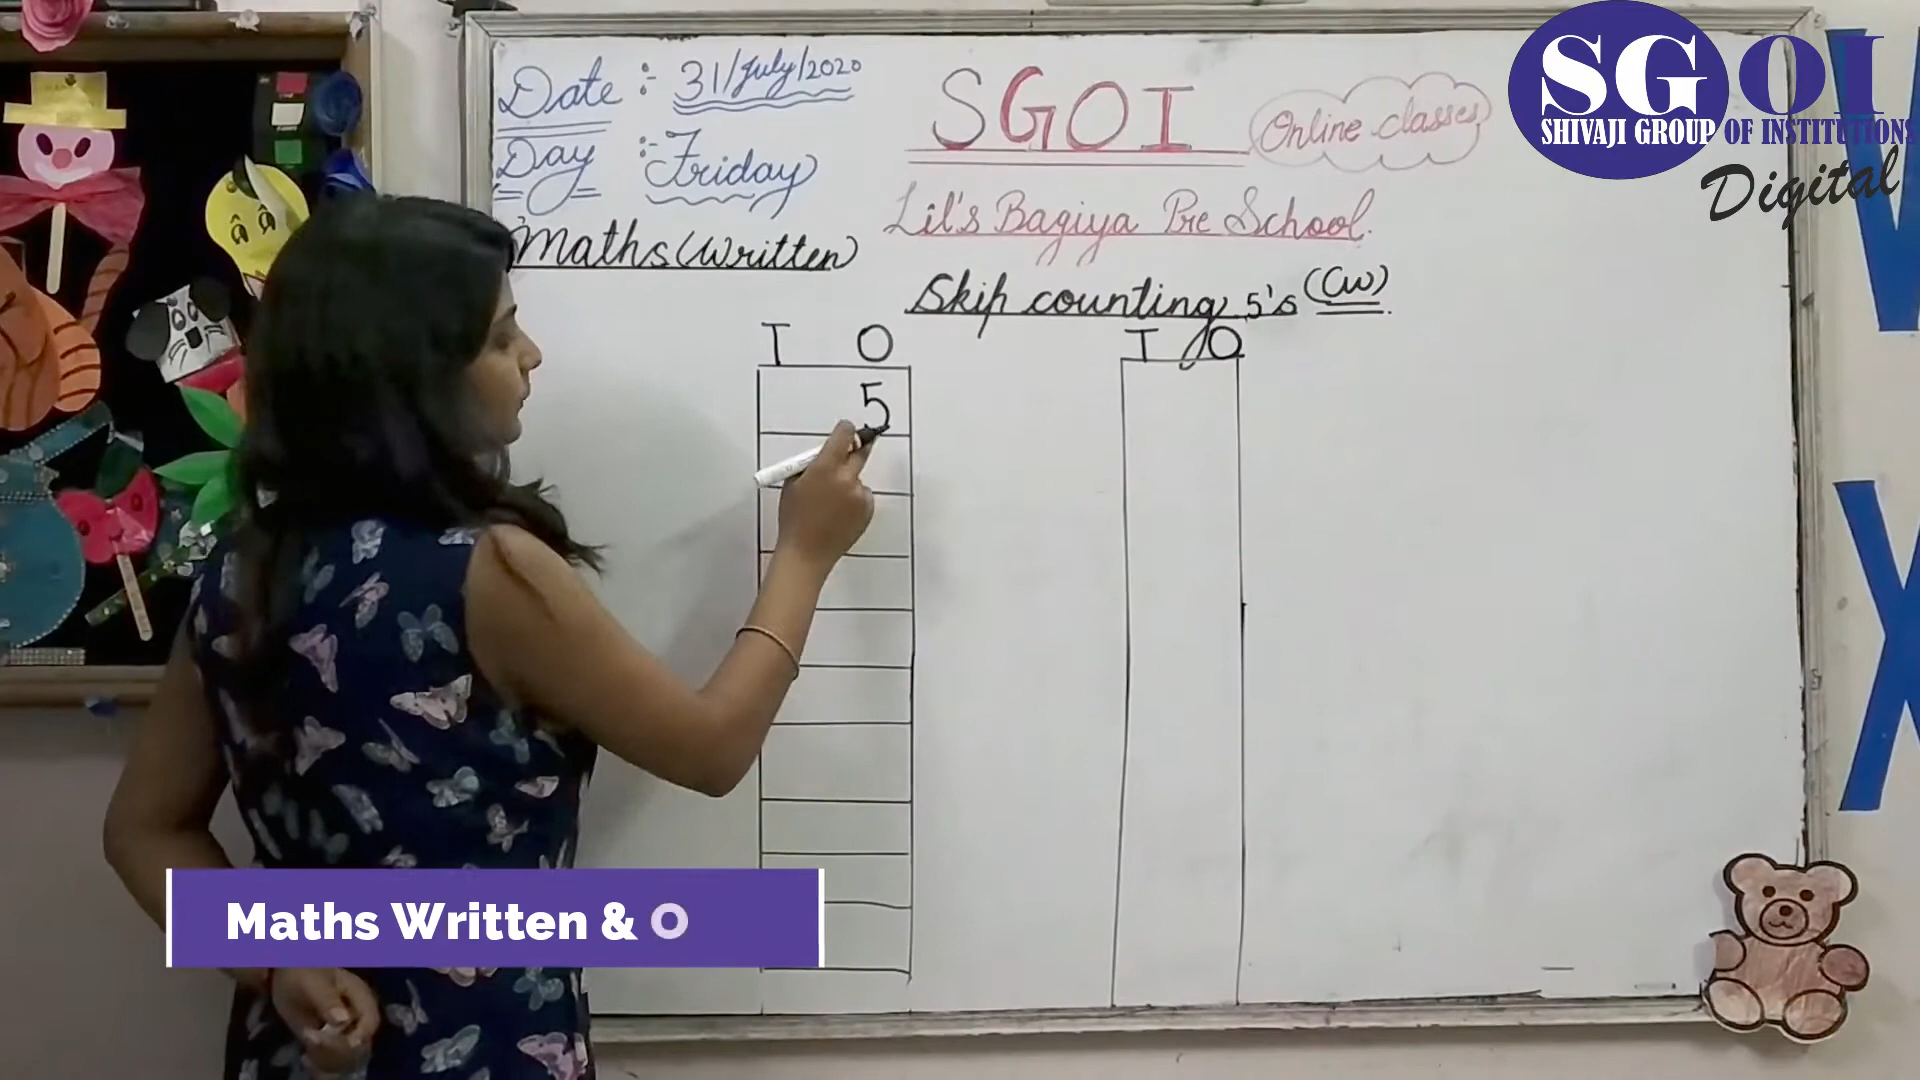 Date :- 31/July/2020
Day :- Friday
Maths (Written)
SGOI
Online classes
Lil's Bagiya Pre School.
Skip counting 5's (CW)
T O
5
T O
SGOI
SHIVAJI GROUP OF INSTITUTIONS
Digital
Maths Written & O